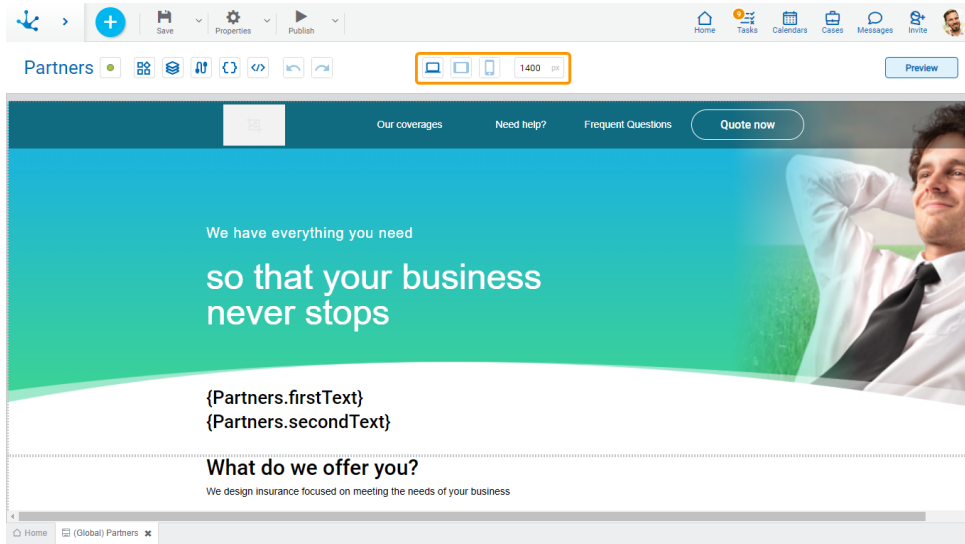 Save
Properties
Publish
Home
9
Tasks
Calendars
Cases
Messages
Invite
Partners
1400 px
Preview
Our coverages
Need help?
Frequent Questions
Quote now
We have everything you need
so that your business
never stops
{Partners.firstText}
{Partners.secondText}
What do we offer you?
We design insurance focused on meeting the needs of your business
Home
(Global) Partners